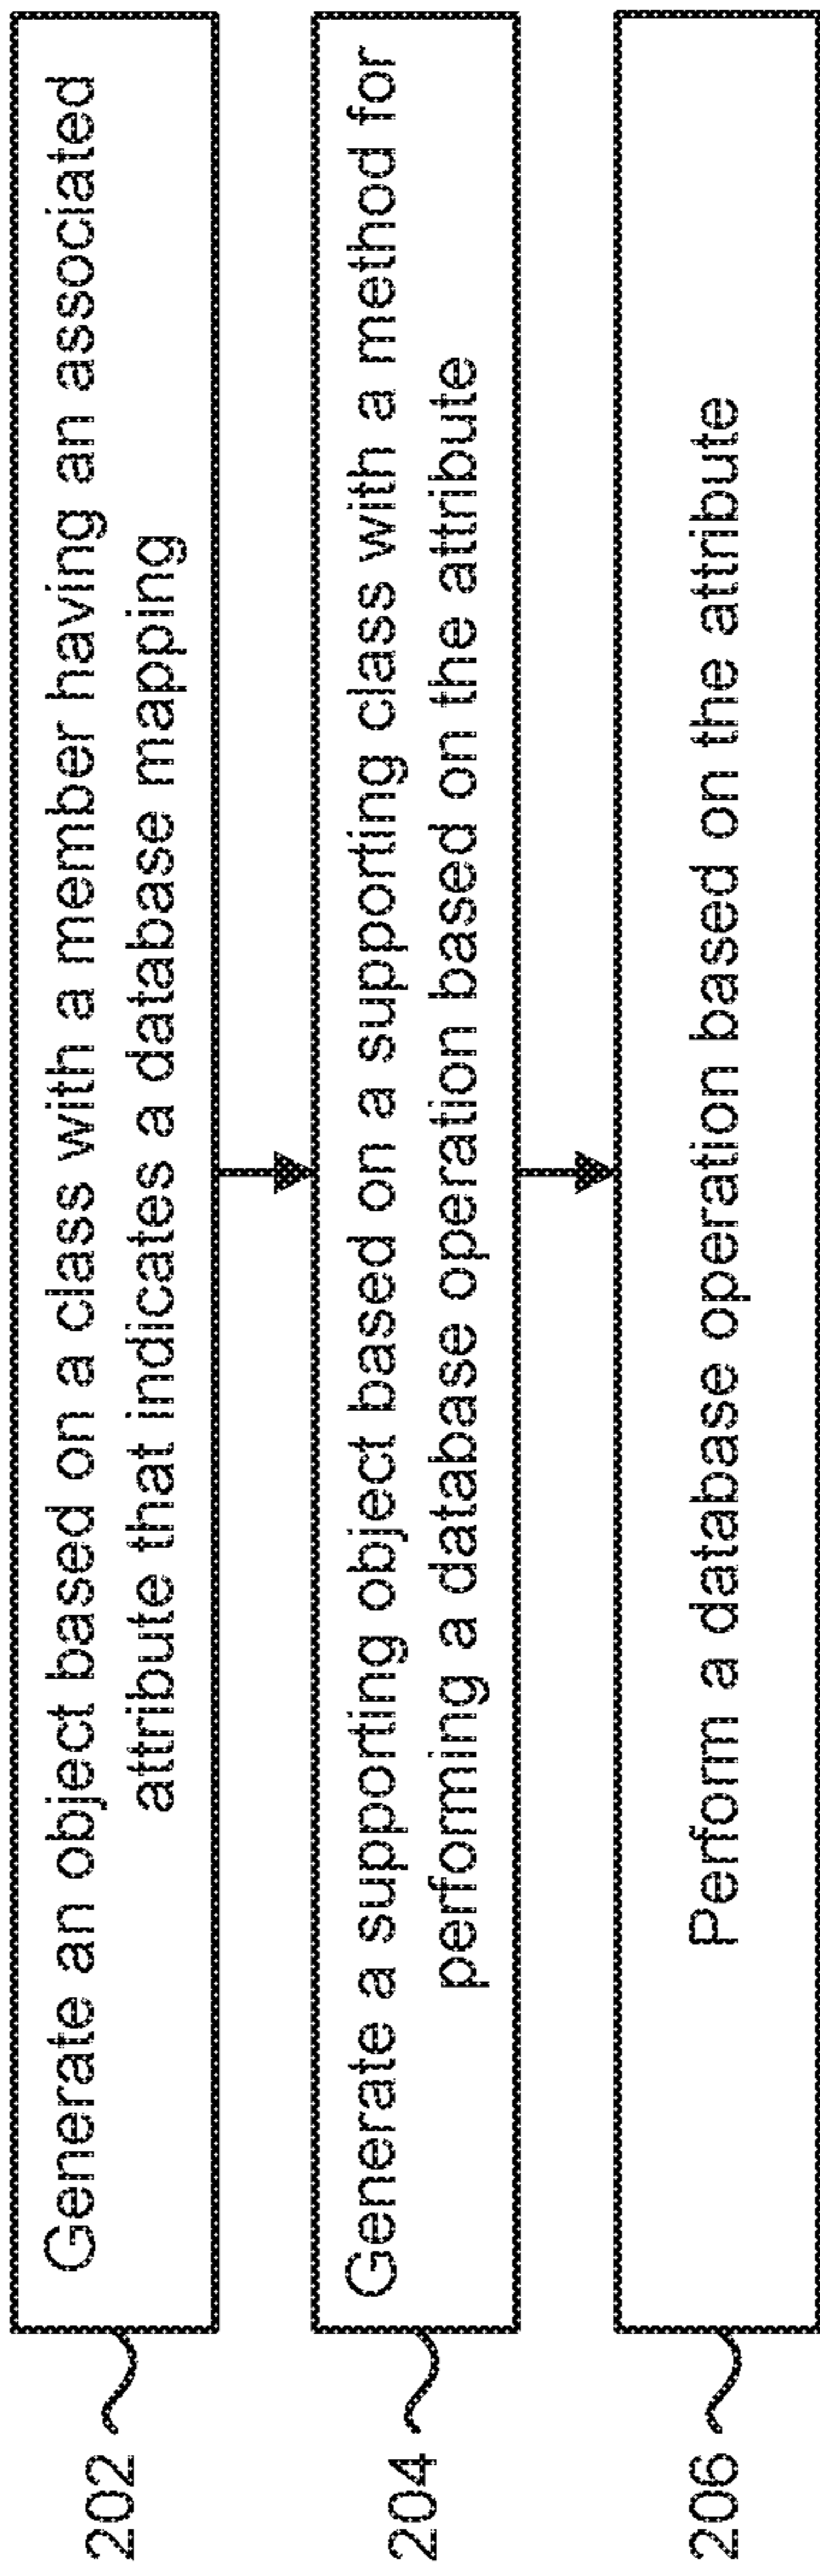 202
Generate an object based on a class with a member having an associated
attribute that indicates a database mapping
204
Generate a supporting object based on a supporting class with a method for
performing a database operation based on the attribute
206
Perform a database operation based on the attribute